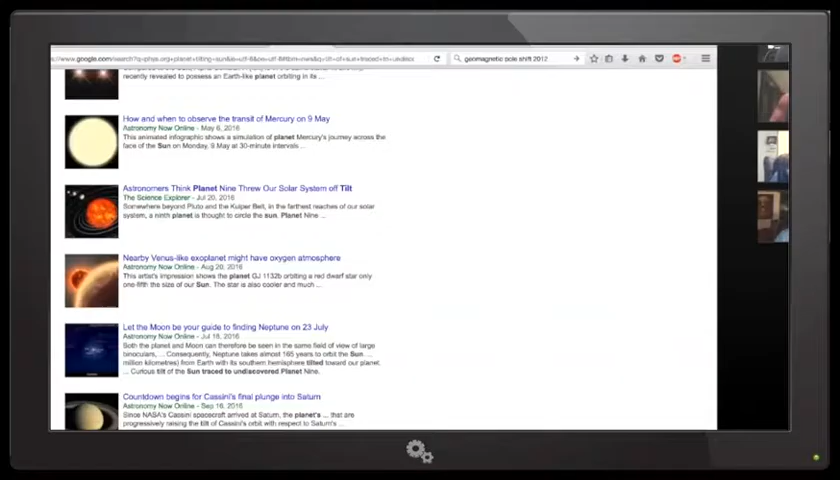 geomagnetic pole shift 2012
recently revealed to possess an Earth-like planet orbiting in its ...
How and when to observe the transit of Mercury on 9 May
Astronomy Now Online - May 6, 2016
This animated infographic shows a simulation of planet Mercury's journey across the
face of the Sun on Monday, 9 May at 30-minute intervals ...
Astronomers Think Planet Nine Threw Our Solar System off Tilt
The Science Explorer - Jul 20, 2016
Somewhere beyond Pluto and the Kuiper Belt, in the farthest reaches of our solar
system, a ninth planet is thought to circle the sun. Planet Nine ...
Nearby Venus-like exoplanet might have oxygen atmosphere
Astronomy Now Online - Aug 20, 2016
This artist's impression shows the planet GJ 1132b orbiting a red dwarf star only
one-fifth the size of our Sun. The star is also cooler and much ...
Let the Moon be your guide to finding Neptune on 23 July
Astronomy Now Online - Jul 18, 2016
Both the planet and Moon can therefore be seen in the same field of view of large
binoculars, ... Consequently, Neptune takes almost 165 years to orbit the Sun ...
million kilometres) from Earth with its southern hemisphere tilted toward our planet.
... Curious tilt of the Sun traced to undiscovered Planet Nine.
Countdown begins for Cassini's final plunge into Saturn
Astronomy Now Online - Sep 16, 2016
Since NASA's Cassini spacecraft arrived at Saturn, the planet's ... that are
progressively raising the tilt of Cassini's orbit with respect to Saturn's ...